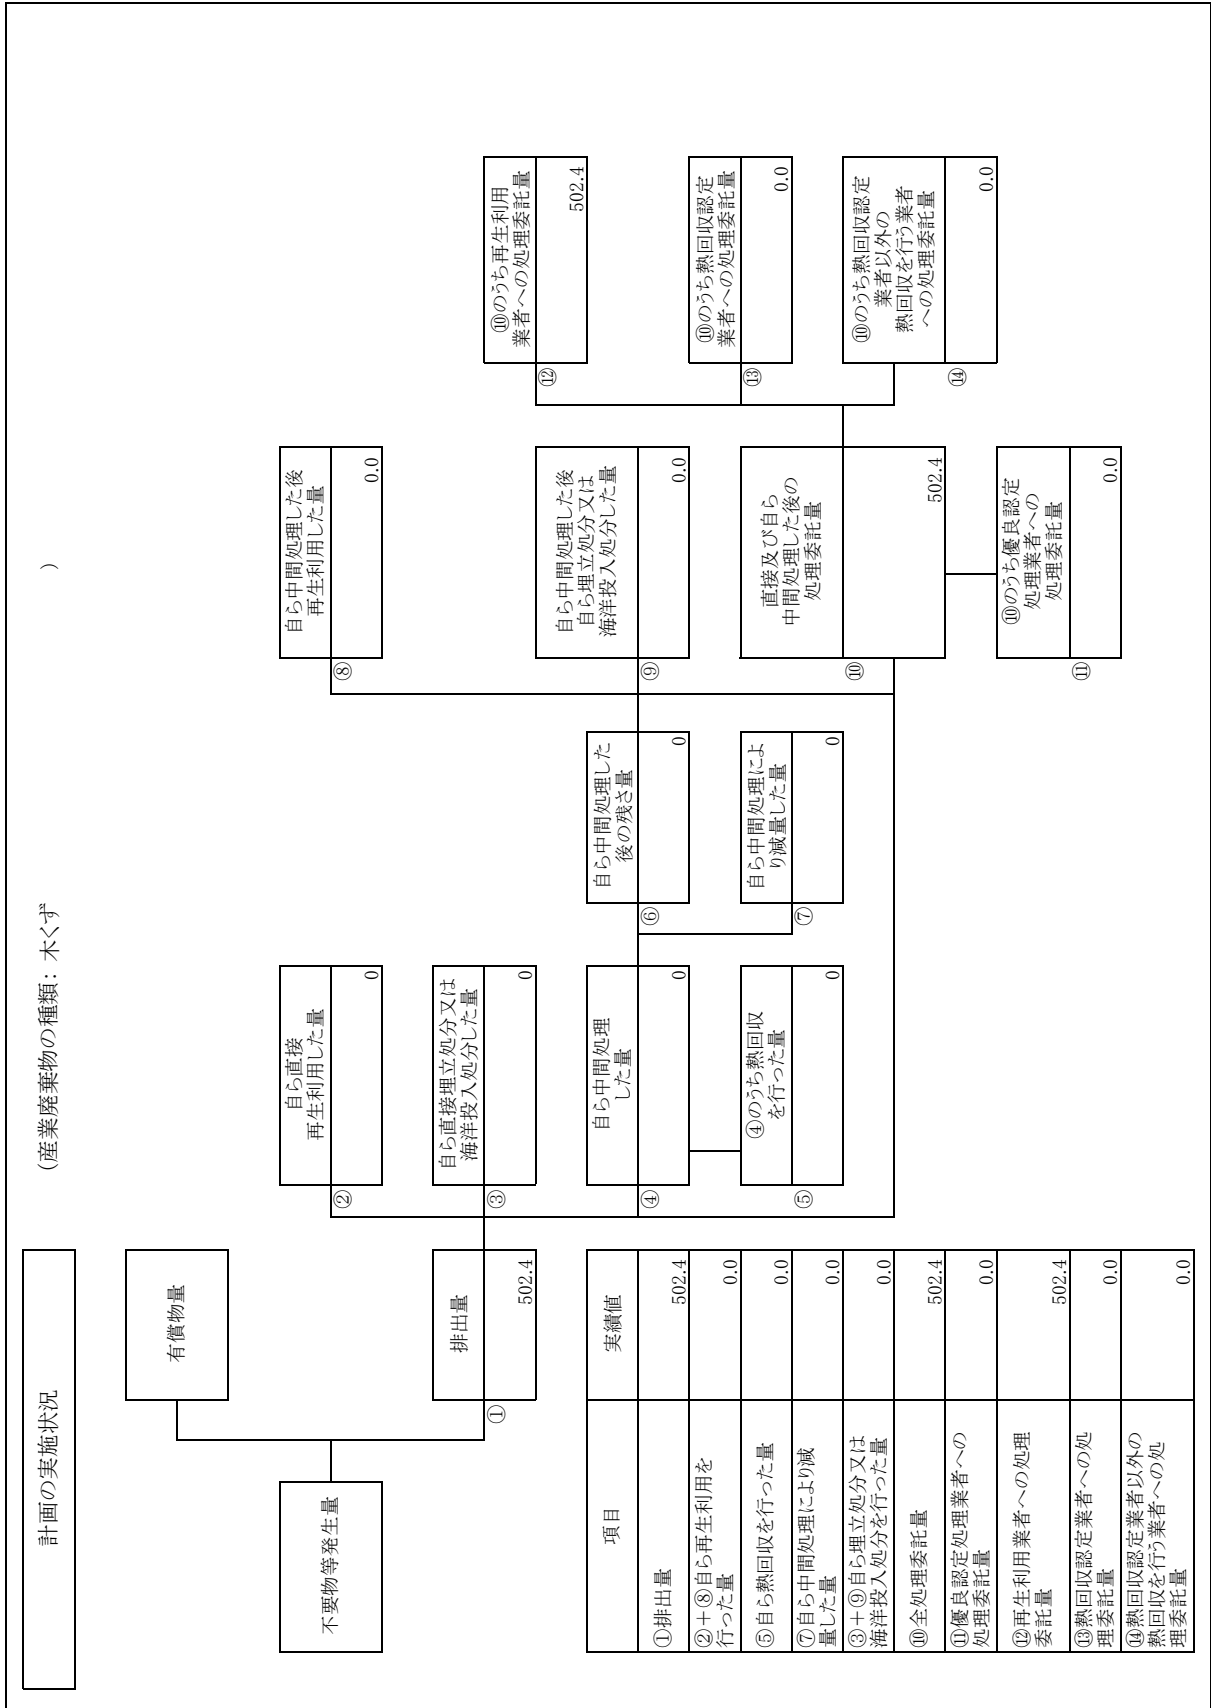 計画の実施状況
(産業廃棄物の種類：木くず
)
不要物等発生量
有償物量
①
排出量
502.4
②
自ら直接
再生利用した量
0
③
自ら直接埋立処分又は
海洋投入処分した量
0
④
自ら中間処理
した量
0
⑤
④のうち熱回収
を行った量
0
⑥
自ら中間処理した
後の残さ量
0
⑦
自ら中間処理によ
り減量した量
0
⑧
自ら中間処理した後
再生利用した量
0.0
⑨
自ら中間処理した後
自ら埋立処分又は
海洋投入処分した量
0.0
⑩
直接及び自ら
中間処理した後の
処理委託量
502.4
⑪
⑩のうち優良認定
処理業者への
処理委託量
0.0
⑫
⑩のうち再生利用
業者への処理委託量
502.4
⑬
⑩のうち熱回収認定
業者への処理委託量
0.0
⑭
⑩のうち熱回収認定
業者以外の
熱回収を行う業者
への処理委託量
0.0
項目
実績値
①排出量
502.4
②＋⑧自ら再生利用を
行った量
0.0
⑤自ら熱回収を行った量
0.0
⑦自ら中間処理により減
量した量
0.0
③＋⑨自ら埋立処分又は
海洋投入処分を行った量
0.0
⑩全処理委託量
502.4
⑪優良認定処理業者への
処理委託量
0.0
⑫再生利用業者への処理
委託量
502.4
⑬熱回収認定業者への処
理委託量
0.0
⑭熱回収認定業者以外の
熱回収を行う業者への処
理委託量
0.0